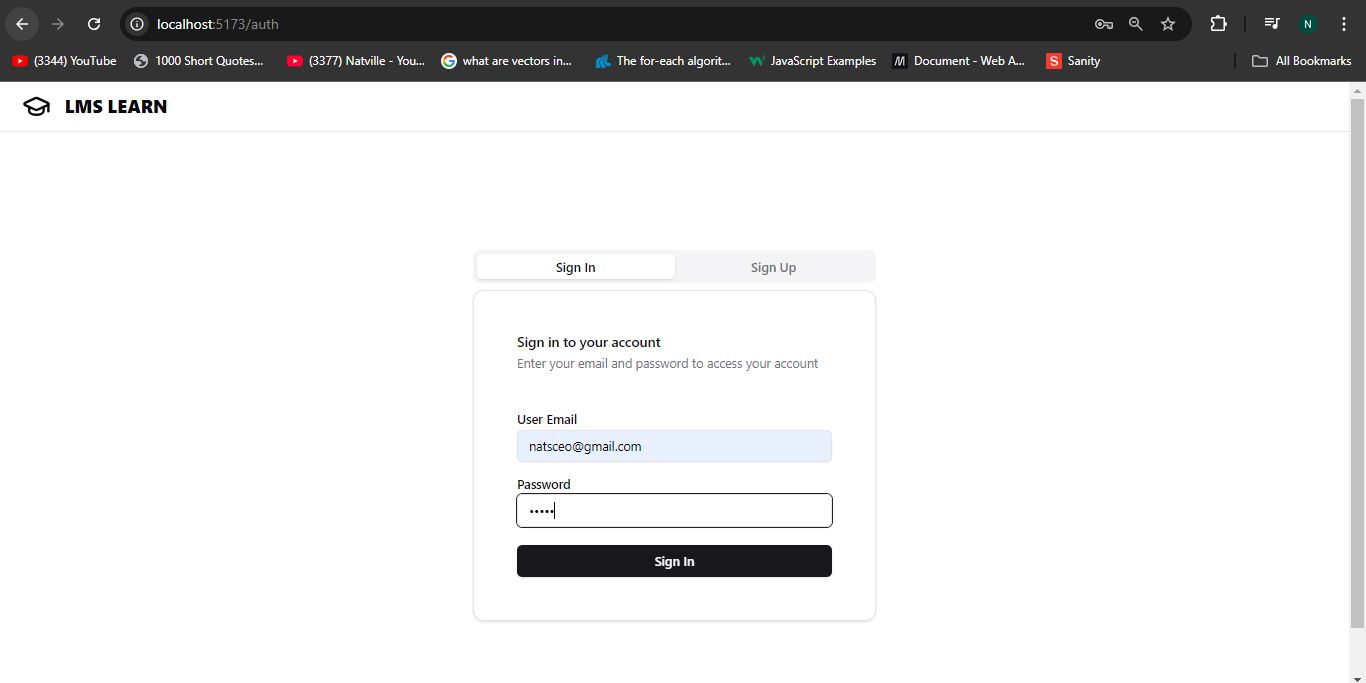 localhost:5173/auth
N
(3344) YouTube
1000 Short Quotes...
(3377) Natville - You...
G
what are vectors in...
The for-each algorit...
W
JavaScript Examples
M
Document - Web A...
S
Sanity
All Bookmarks
LMS LEARN
Sign In
Sign Up
Sign in to your account
Enter your email and password to access your account
User Email
natsceo@gmail.com
Password
•••••
Sign In